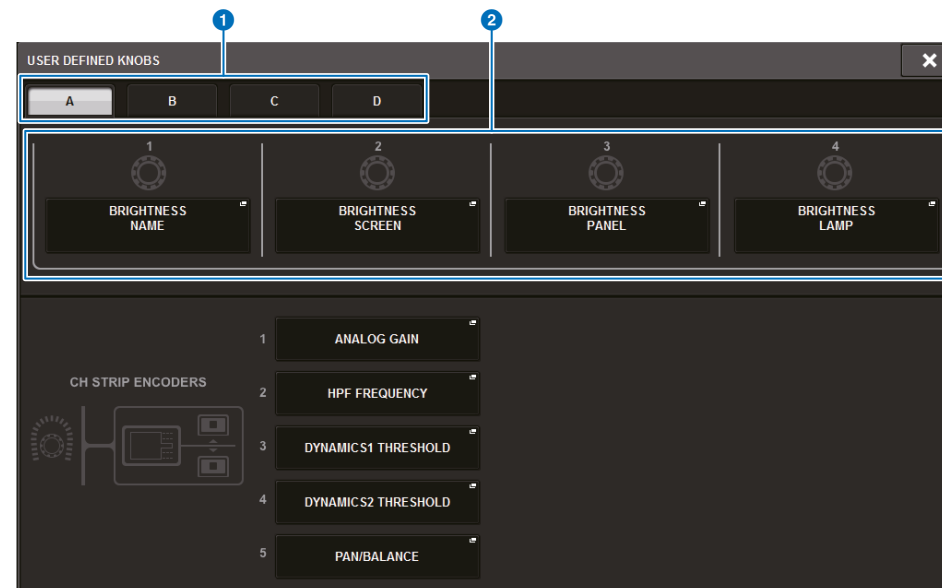 1 2
USER DEFINED KNOBS
A B C D
1 2 3 4
BRIGHTNESS NAME
BRIGHTNESS SCREEN
BRIGHTNESS PANEL
BRIGHTNESS LAMP
CH STRIP ENCODERS
1 ANALOG GAIN
2 HPF FREQUENCY
3 DYNAMICS1 THRESHOLD
4 DYNAMICS2 THRESHOLD
5 PAN/BALANCE